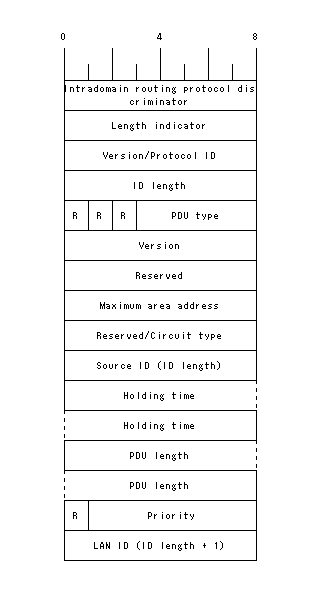 0 4 8
Intradomain routing protocol dis
criminator
Length indicator
Version/Protocol ID
ID length
R R R PDU type
Version
Reserved
Maximum area address
Reserved/Circuit type
Source ID (ID length)
Holding time
Holding time
PDU length
PDU length
R Priority
LAN ID (ID length + 1)